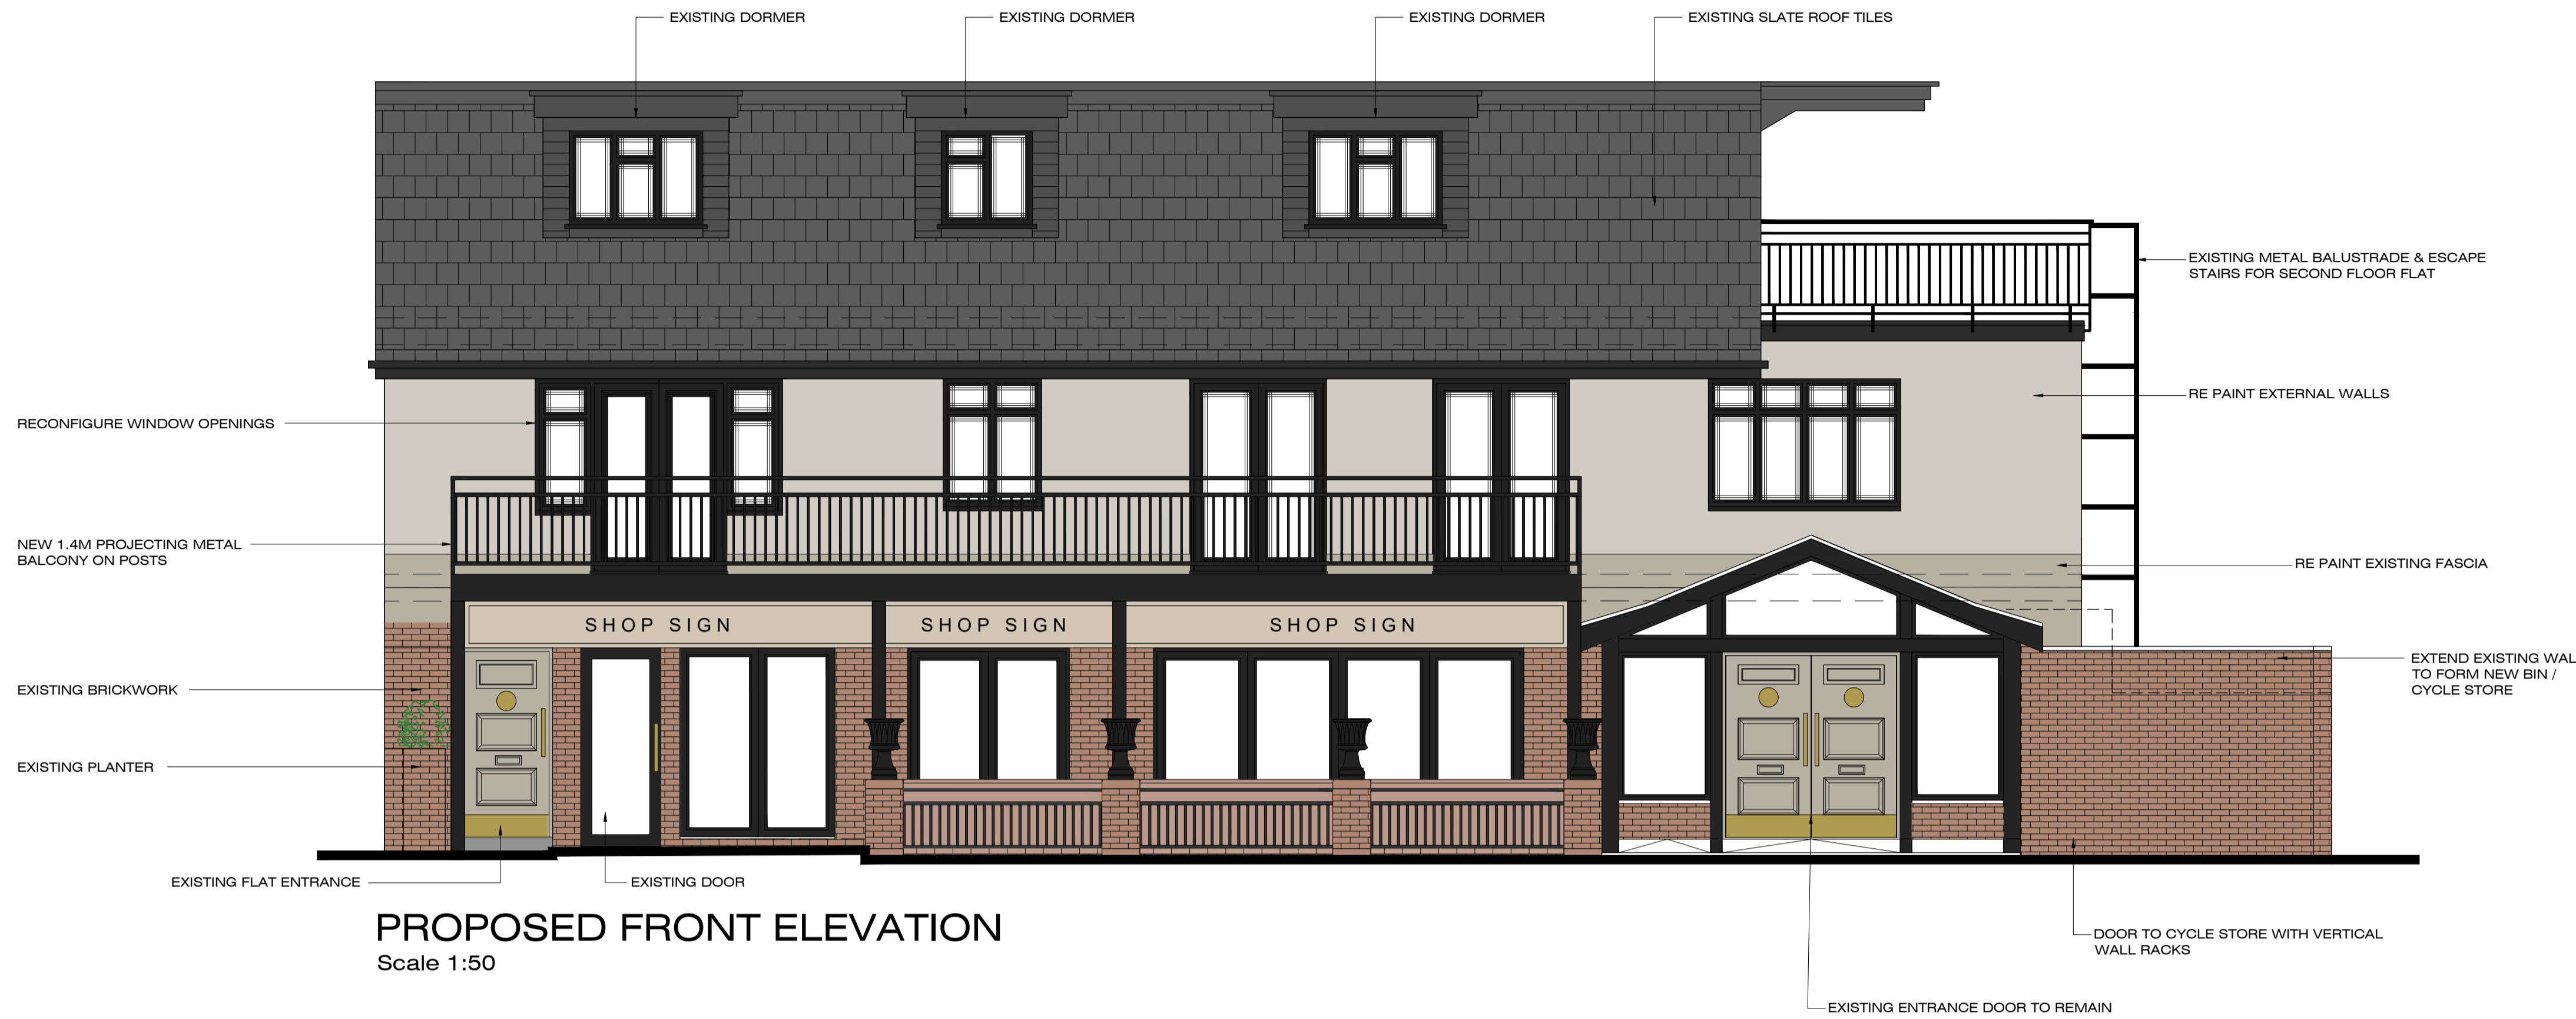 EXISTING DORMER
EXISTING DORMER
EXISTING DORMER
EXISTING SLATE ROOF TILES
EXISTING METAL BALUSTRADE & ESCAPE
STAIRS FOR SECOND FLOOR FLAT
RE PAINT EXTERNAL WALLS
RECONFIGURE WINDOW OPENINGS
NEW 1.4M PROJECTING METAL
BALCONY ON POSTS
RE PAINT EXISTING FASCIA
SHOP SIGN
SHOP SIGN
SHOP SIGN
EXTEND EXISTING WAL
TO FORM NEW BIN /
CYCLE STORE
EXISTING BRICKWORK
EXISTING PLANTER
EXISTING FLAT ENTRANCE
EXISTING DOOR
PROPOSED FRONT ELEVATION
Scale 1:50
DOOR TO CYCLE STORE WITH VERTICAL
WALL RACKS
EXISTING ENTRANCE DOOR TO REMAIN